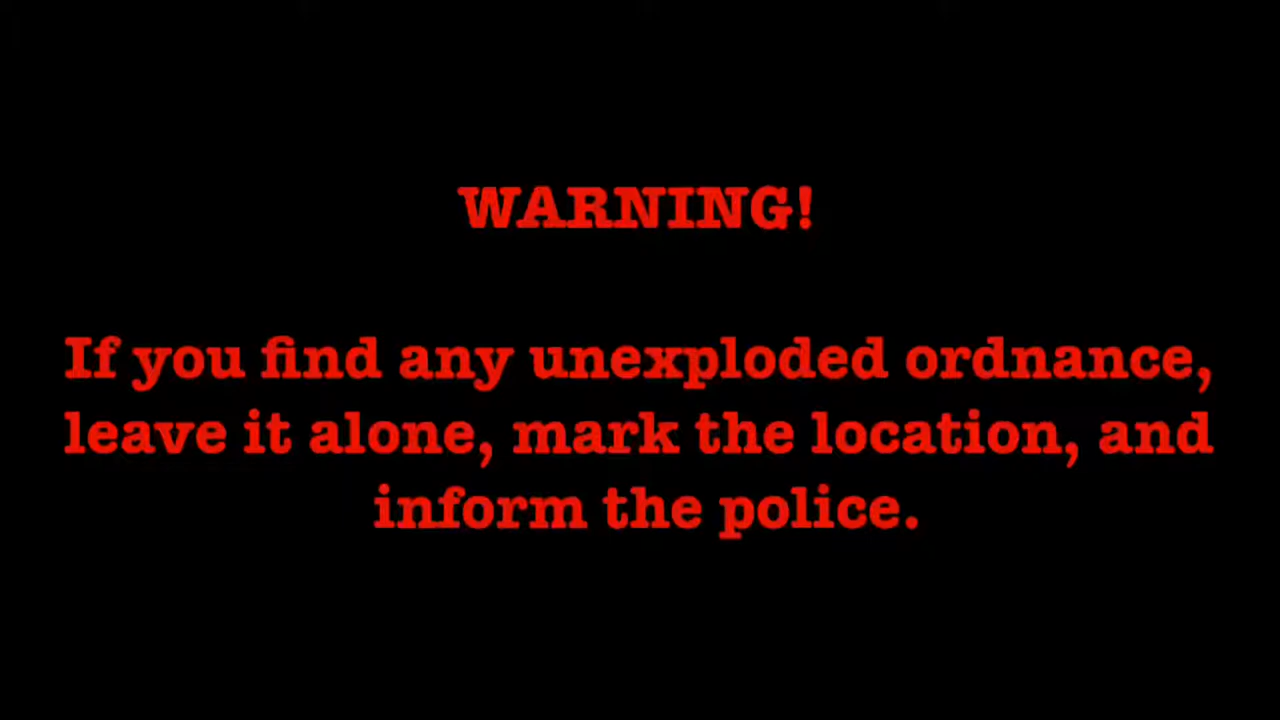 WARNING!
If you find any unexploded ordnance,
leave it alone, mark the location, and
inform the police.